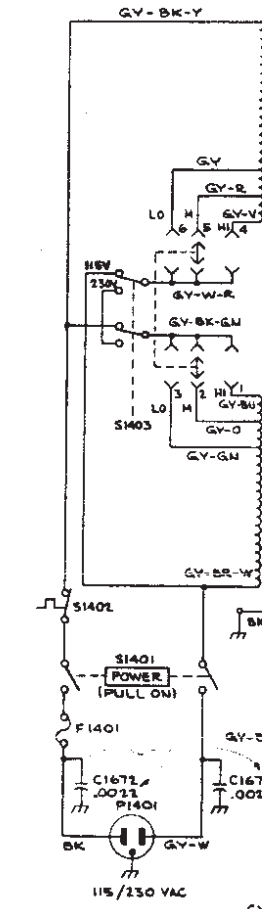 GY-BK-Y
GY
GY-R
LO M GY-V
6 5 HI 4
115V
230V
GY-W-R
GY-BK-GN
S1403
3 2 HI 1
LO M GY-BU
GY-O
GY-GN
GY-BR-W
S1402
S1401
POWER
(PULL ON)
F1401
C1672
.0022
P1401
BK GY-W
115/230 VAC